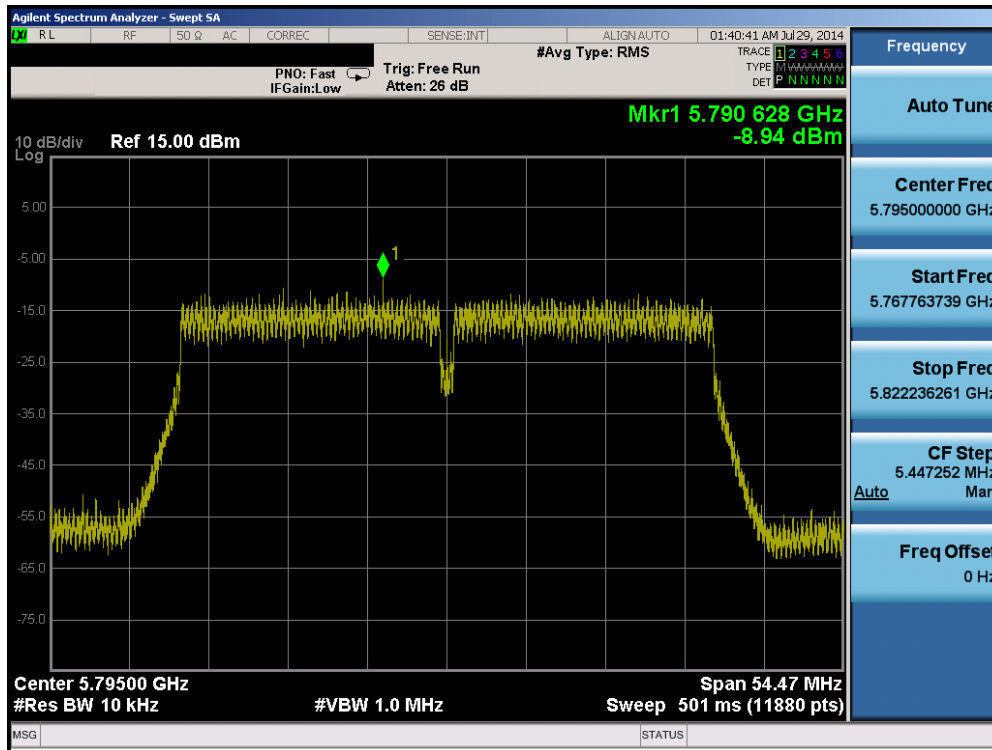 Agilent Spectrum Analyzer - Swept SA
LXI RL RF 50 Ω AC CORREC SENSE:INT ALIGNAUTO 01:40:41 AM Jul 29, 2014
#Avg Type: RMS TRACE 1 2 3 4 5 6
PNO: Fast Trig: Free Run TYPE M W W W W W
IFGain:Low Atten: 26 dB DET P N N N N N
Mkr1 5.790 628 GHz
-8.94 dBm
10 dB/div Ref 15.00 dBm
Log
5.00
-5.00
-15.0
-25.0
-35.0
-45.0
-55.0
-65.0
-75.0
1
Center 5.79500 GHz Span 54.47 MHz
#Res BW 10 kHz #VBW 1.0 MHz Sweep 501 ms (11880 pts)
MSG STATUS
Frequency
Auto Tune
Center Freq
5.795000000 GHz
Start Freq
5.767763739 GHz
Stop Freq
5.822236261 GHz
CF Step
5.447252 MHz
Auto Man
Freq Offset
0 Hz